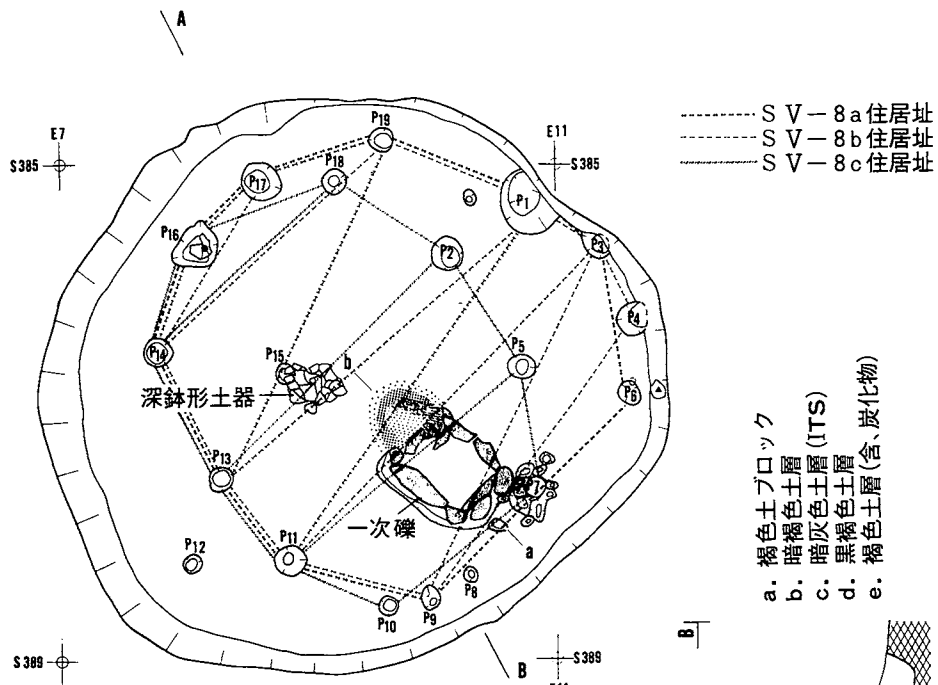 A
E7
E11
S385
S385
SV－8a住居址
SV－8b住居址
SV－8c住居址
P19
P18
P17
P16
P1
P2
P3
P4
P5
P6
P14
P15
b
深鉢形土器
P13
一次礫
a
P11
P12
P10
P9
P8
a. 褐色土ブロック
b. 暗褐色土層
c. 暗灰色土層(ITS)
d. 黒褐色土層
e. 褐色土層(含、炭化物)
S389
S389
B
B